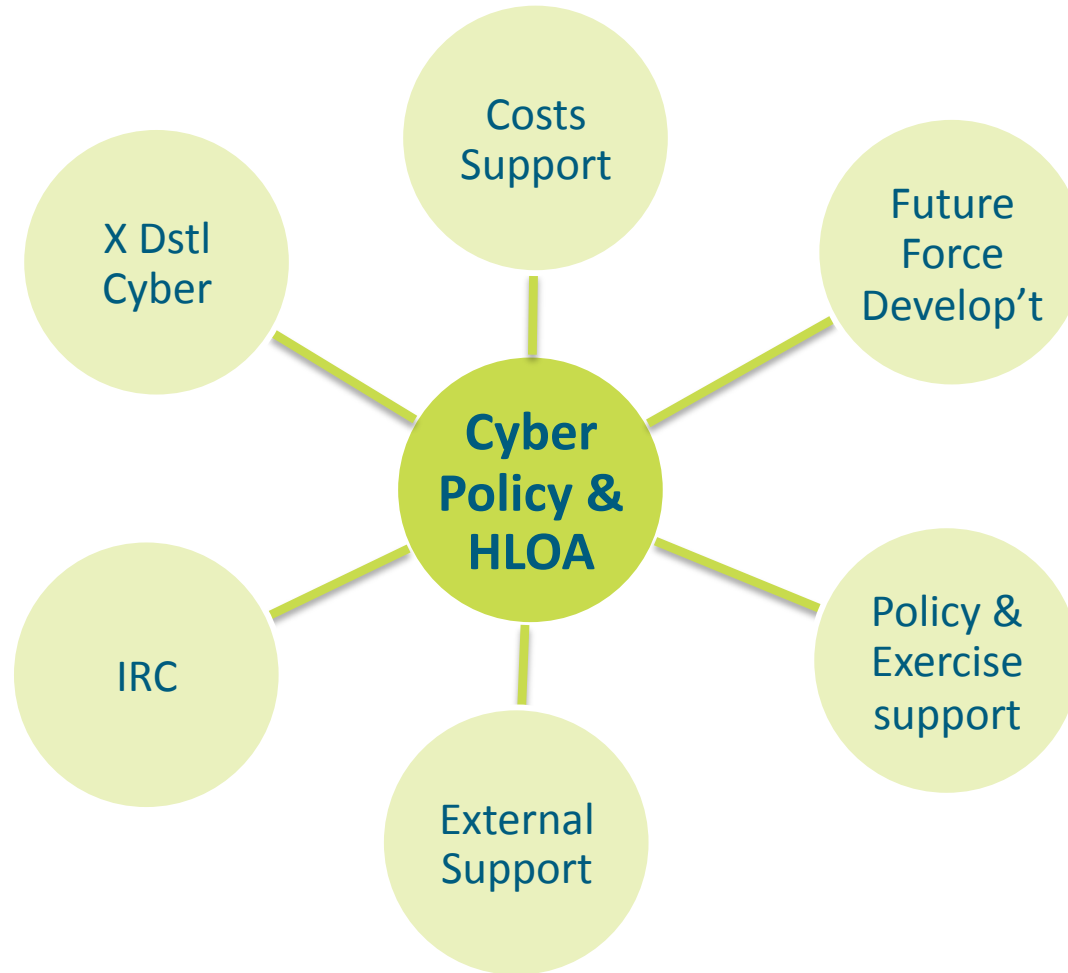 Costs
Support
X Dstl
Cyber
Future
Force
Develop’t
Cyber
Policy &
HLOA
IRC
Policy &
Exercise
support
External
Support